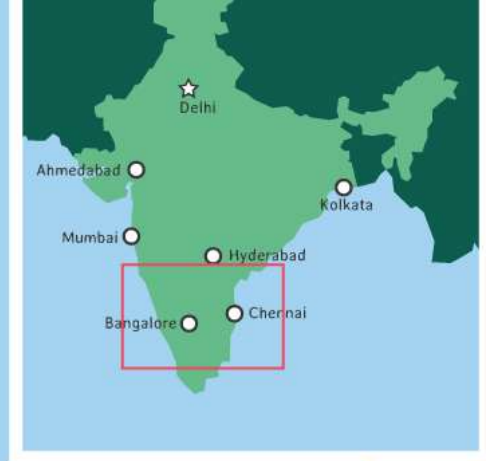 Delhi
Ahmedabad
Kolkata
Mumbai
Hyderabad
Chennai
Bangalore